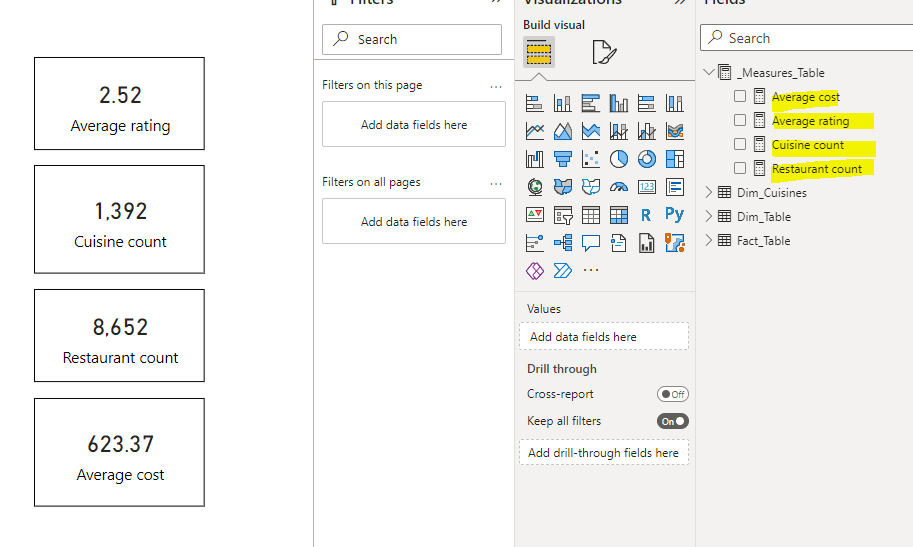 2.52
Average rating
1,392
Cuisine count
8,652
Restaurant count
623.37
Average cost
Filters
Search
Filters on this page
...
Add data fields here
Filters on all pages
...
Add data fields here
Visualizations
Build visual
123
R
Py
...
Values
Add data fields here
Drill through
Cross-report
Off
Keep all filters
On
Add drill-through fields here
Fields
Search
_Measures_Table
Average cost
Average rating
Cuisine count
Restaurant count
Dim_Cuisines
Dim_Table
Fact_Table